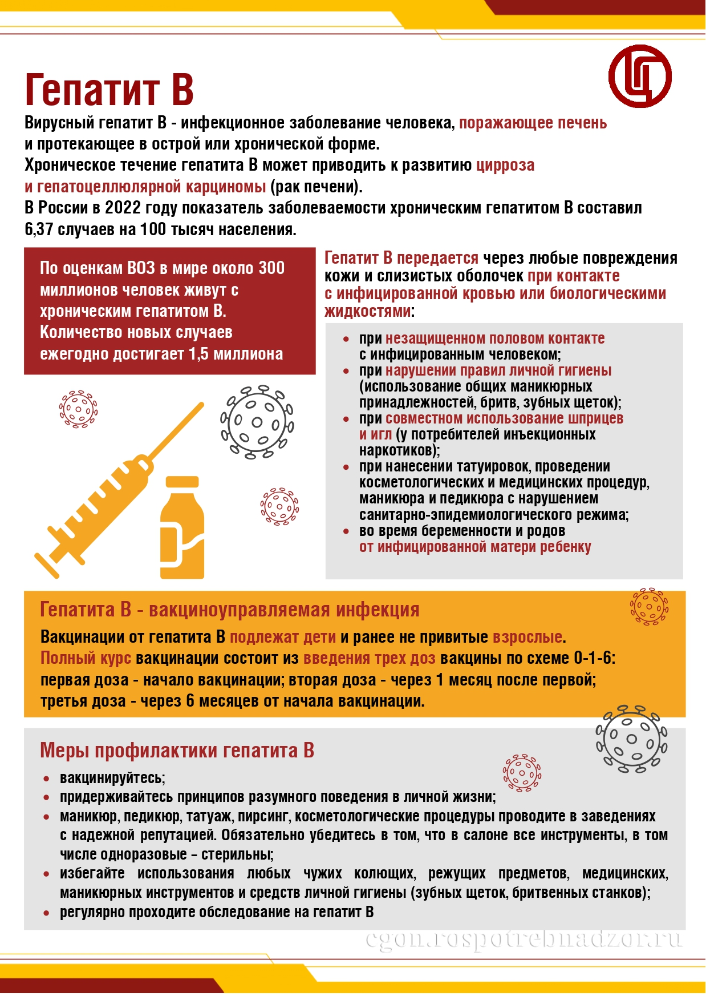 Гепатит В
Вирусный гепатит В - инфекционное заболевание человека, поражающее печень
и протекающее в острой или хронической форме.
Хроническое течение гепатита В может приводить к развитию цирроза
и гепатоцеллюлярной карциномы (рак печени).
В России в 2022 году показатель заболеваемости хроническим гепатитом В составил
6,37 случаев на 100 тысяч населения.
По оценкам ВОЗ в мире около 300
миллионов человек живут с
хроническим гепатитом В.
Количество новых случаев
ежегодно достигает 1,5 миллиона
Гепатит В передается через любые повреждения
кожи и слизистых оболочек при контакте
с инфицированной кровью или биологическими
жидкостями:
• при незащищенном половом контакте
с инфицированным человеком;
• при нарушении правил личной гигиены
(использование общих маникюрных
принадлежностей, бритв, зубных щеток);
• при совместном использование шприцев
и игл (у потребителей инъекционных
наркотиков);
• при нанесении татуировок, проведении
косметологических и медицинских процедур,
маникюра и педикюра с нарушением
санитарно-эпидемиологического режима;
• во время беременности и родов
от инфицированной матери ребенку
Гепатита В - вакциноуправляемая инфекция
Вакцинации от гепатита В подлежат дети и ранее не привитые взрослые.
Полный курс вакцинации состоит из введения трех доз вакцины по схеме 0-1-6:
первая доза - начало вакцинации; вторая доза - через 1 месяц после первой;
третья доза - через 6 месяцев от начала вакцинации.
Меры профилактики гепатита В
• вакцинируйтесь;
• придерживайтесь принципов разумного поведения в личной жизни;
• маникюр, педикюр, татуаж, пирсинг, косметологические процедуры проводите в заведениях
с надежной репутацией. Обязательно убедитесь в том, что в салоне все инструменты, в том
числе одноразовые – стерильны;
• избегайте использования любых чужих колющих, режущих предметов, медицинских,
маникюрных инструментов и средств личной гигиены (зубных щеток, бритвенных станков);
• регулярно проходите обследование на гепатит В
cgon.rospotrebnadzor.ru